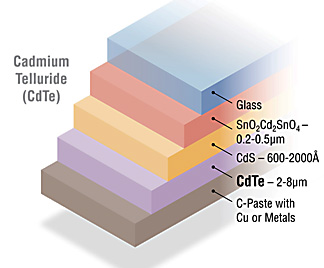 Cadmium
Telluride
(CdTe)
Glass
SnO₂Cd₂SnO₄ –
0.2-0.5μm
CdS – 600-2000Å
CdTe – 2-8μm
C-Paste with
Cu or Metals